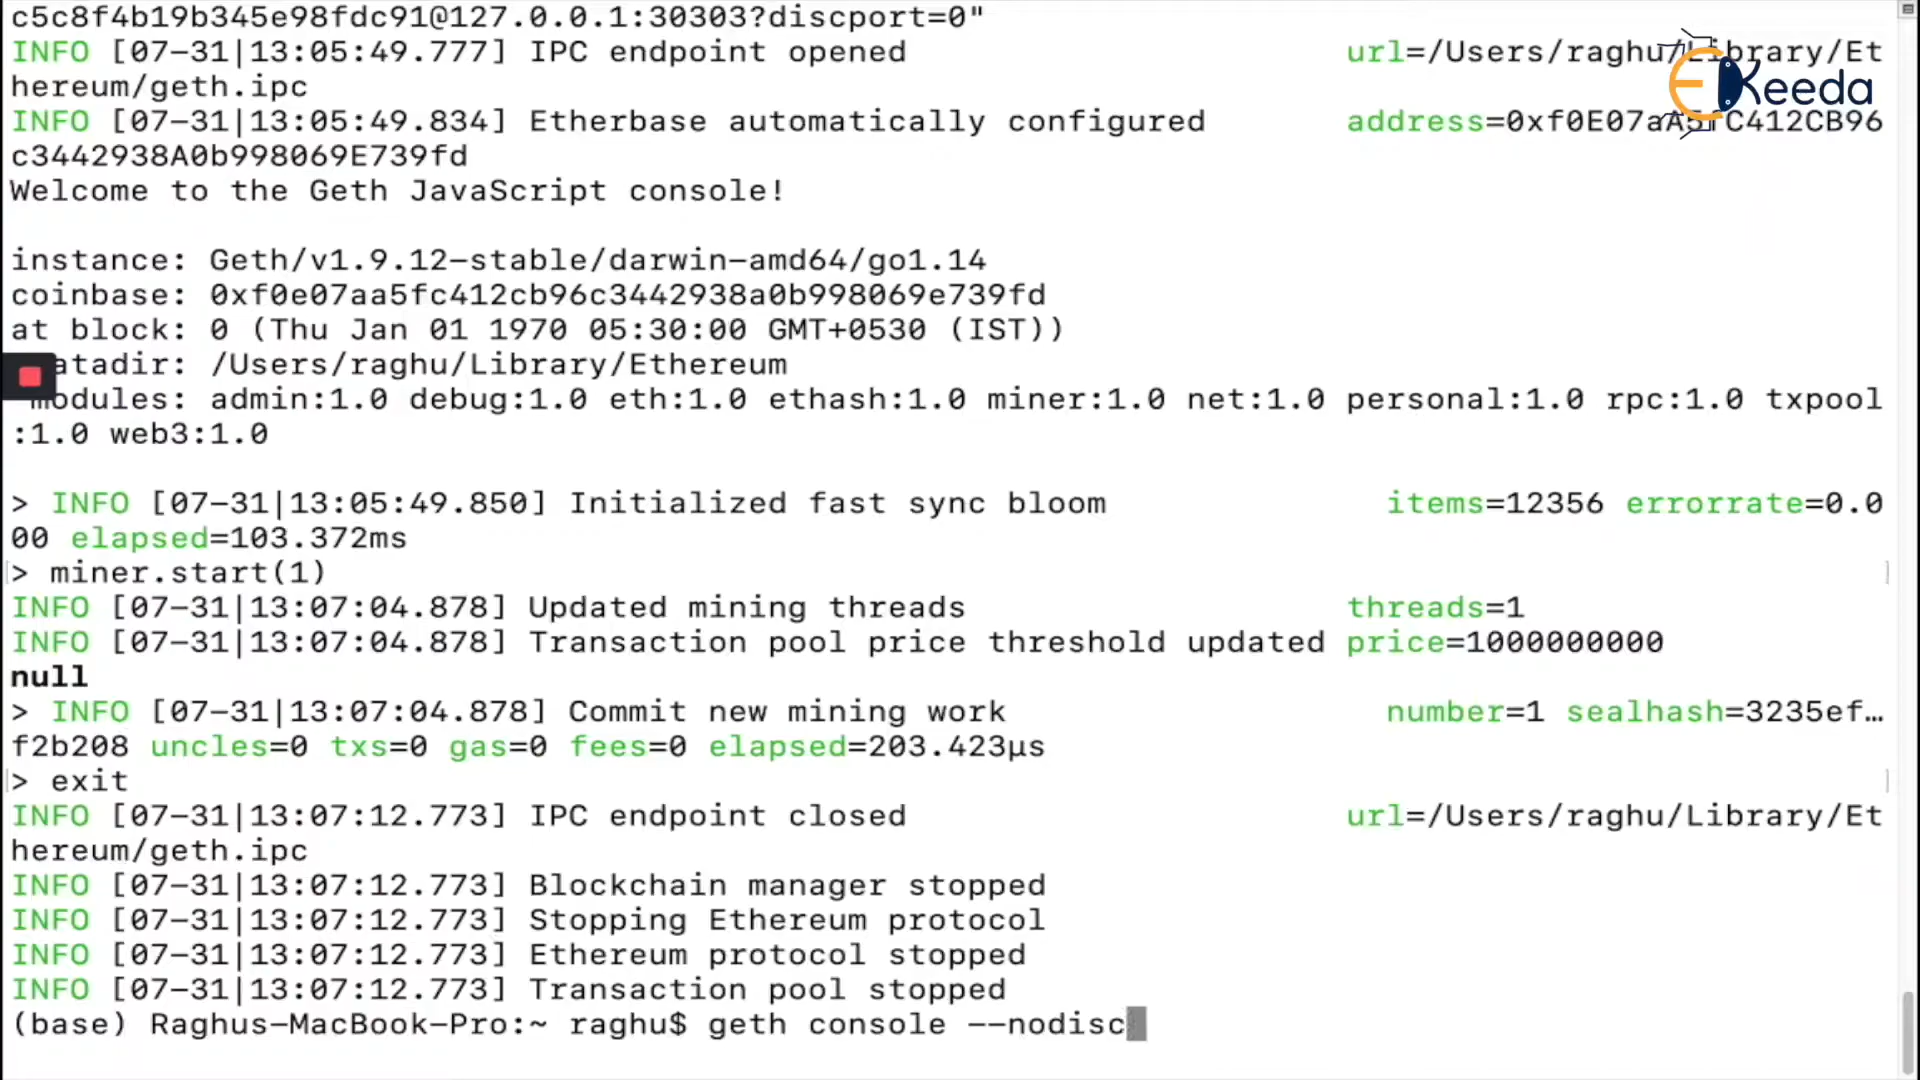 c5c8f4b19b345e98fdc91@127.0.0.1:30303?discport=0"
INFO [07-31|13:05:49.777] IPC endpoint opened url=/Users/raghu/Library/Et
hereum/geth.ipc
Keeda
INFO [07-31|13:05:49.834] Etherbase automatically configured address=0xf0E07aA5fC412CB96
c3442938A0b998069E739fd
Welcome to the Geth JavaScript console!
instance: Geth/v1.9.12-stable/darwin-amd64/go1.14
coinbase: 0xf0e07aa5fc412cb96c3442938a0b998069e739fd
at block: 0 (Thu Jan 01 1970 05:30:00 GMT+0530 (IST))
atadir: /Users/raghu/Library/Ethereum
modules: admin:1.0 debug:1.0 eth:1.0 ethash:1.0 miner:1.0 net:1.0 personal:1.0 rpc:1.0 txpool
:1.0 web3:1.0
> INFO [07-31|13:05:49.850] Initialized fast sync bloom items=12356 errorrate=0.0
00 elapsed=103.372ms
[> miner.start(1) ]
INFO [07-31|13:07:04.878] Updated mining threads threads=1
INFO [07-31|13:07:04.878] Transaction pool price threshold updated price=1000000000
null
> INFO [07-31|13:07:04.878] Commit new mining work number=1 sealhash=3235ef…
f2b208 uncles=0 txs=0 gas=0 fees=0 elapsed=203.423µs
[> exit ]
INFO [07-31|13:07:12.773] IPC endpoint closed url=/Users/raghu/Library/Et
hereum/geth.ipc
INFO [07-31|13:07:12.773] Blockchain manager stopped
INFO [07-31|13:07:12.773] Stopping Ethereum protocol
INFO [07-31|13:07:12.773] Ethereum protocol stopped
INFO [07-31|13:07:12.773] Transaction pool stopped
(base) Raghus-MacBook-Pro:~ raghu$ geth console --nodisc